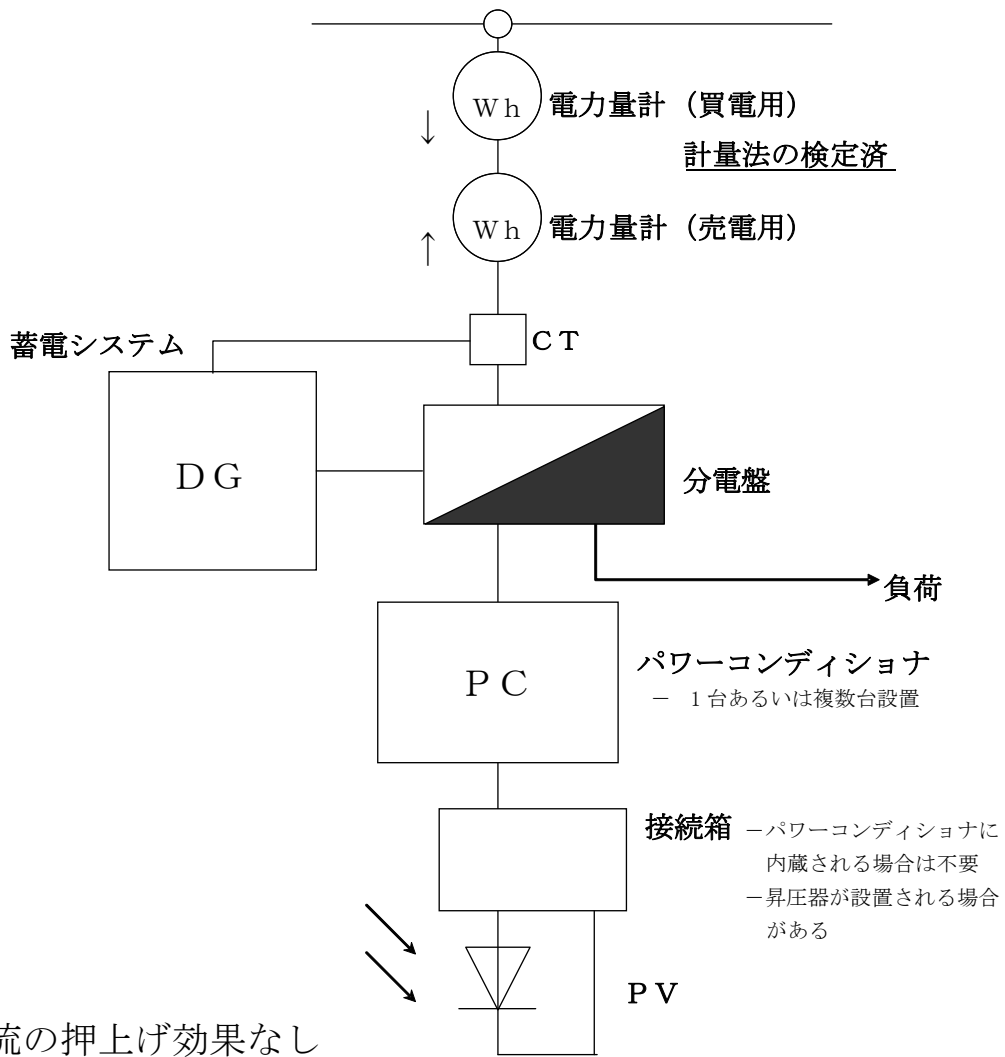 Ｗｈ 電力量計（買電用）
↓
計量法の検定済
Ｗｈ 電力量計（売電用）
↑
蓄電システム
ＣＴ
ＤＧ
分電盤
負荷
ＰＣ
パワーコンディショナ
－ 1台あるいは複数台設置
接続箱 －パワーコンディショナに
内蔵される場合は不要
－昇圧器が設置される場合
がある
ＰＶ
流の押上げ効果なし